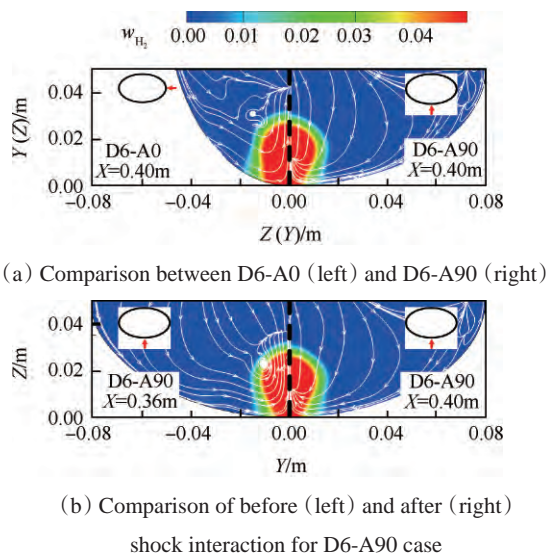 w_H₂ 0.00 0.01 0.02 0.03 0.04
0.04
0.02
0.00
Y (Z)/m
D6-A0
X=0.40m
D6-A90
X=0.40m
−0.08 −0.04 0.00 0.04 0.08
Z (Y)/m
(a) Comparison between D6-A0 (left) and D6-A90 (right)
0.04
0.02
0.00
Z/m
D6-A90
X=0.36m
D6-A90
X=0.40m
−0.08 −0.04 0.00 0.04 0.08
Y/m
(b) Comparison of before (left) and after (right)
shock interaction for D6-A90 case